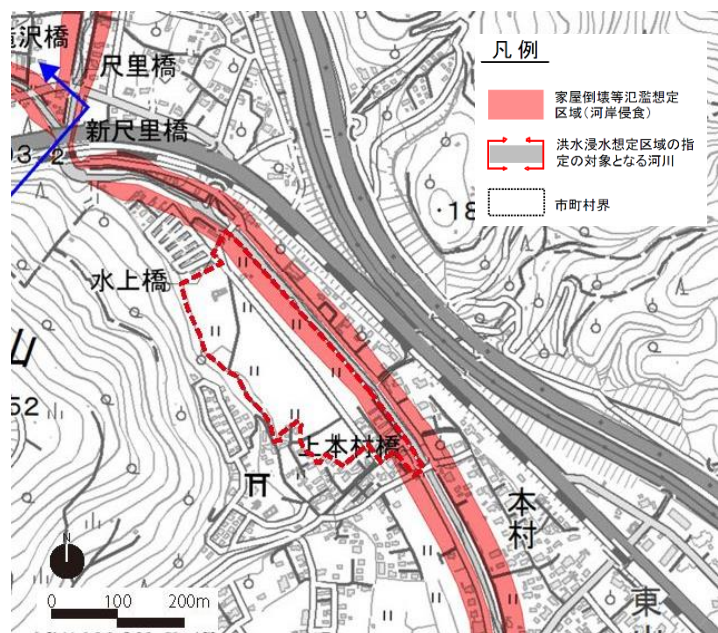 滝沢橋
尺里橋
新尺里橋
03 2
水上橋
山
52
上本村橋
本村
東
18
凡 例
家屋倒壊等氾濫想定
区域(河岸侵食)
洪水浸水想定区域の指
定の対象となる河川
市町村界
N
0 100 200m